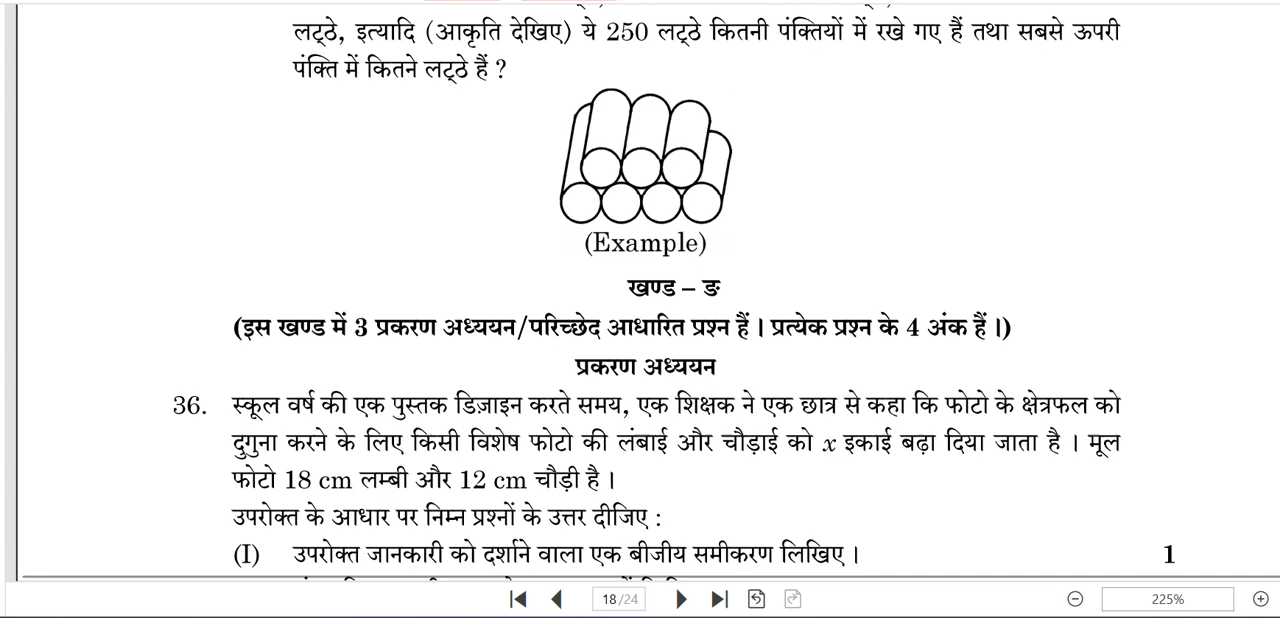 लट्ठे, इत्यादि (आकृति देखिए) ये 250 लट्ठे कितनी पंक्तियों में रखे गए हैं तथा सबसे ऊपरी
पंक्ति में कितने लट्ठे हैं ?
(Example)
खण्ड – ङ
(इस खण्ड में 3 प्रकरण अध्ययन/परिच्छेद आधारित प्रश्न हैं । प्रत्येक प्रश्न के 4 अंक हैं ।)
प्रकरण अध्ययन
36. स्कूल वर्ष की एक पुस्तक डिज़ाइन करते समय, एक शिक्षक ने एक छात्र से कहा कि फोटो के क्षेत्रफल को
दुगुना करने के लिए किसी विशेष फोटो की लंबाई और चौड़ाई को x इकाई बढ़ा दिया जाता है । मूल
फोटो 18 cm लम्बी और 12 cm चौड़ी है ।
उपरोक्त के आधार पर निम्न प्रश्नों के उत्तर दीजिए :
(I) उपरोक्त जानकारी को दर्शाने वाला एक बीजीय समीकरण लिखिए । 1
18/24 225%